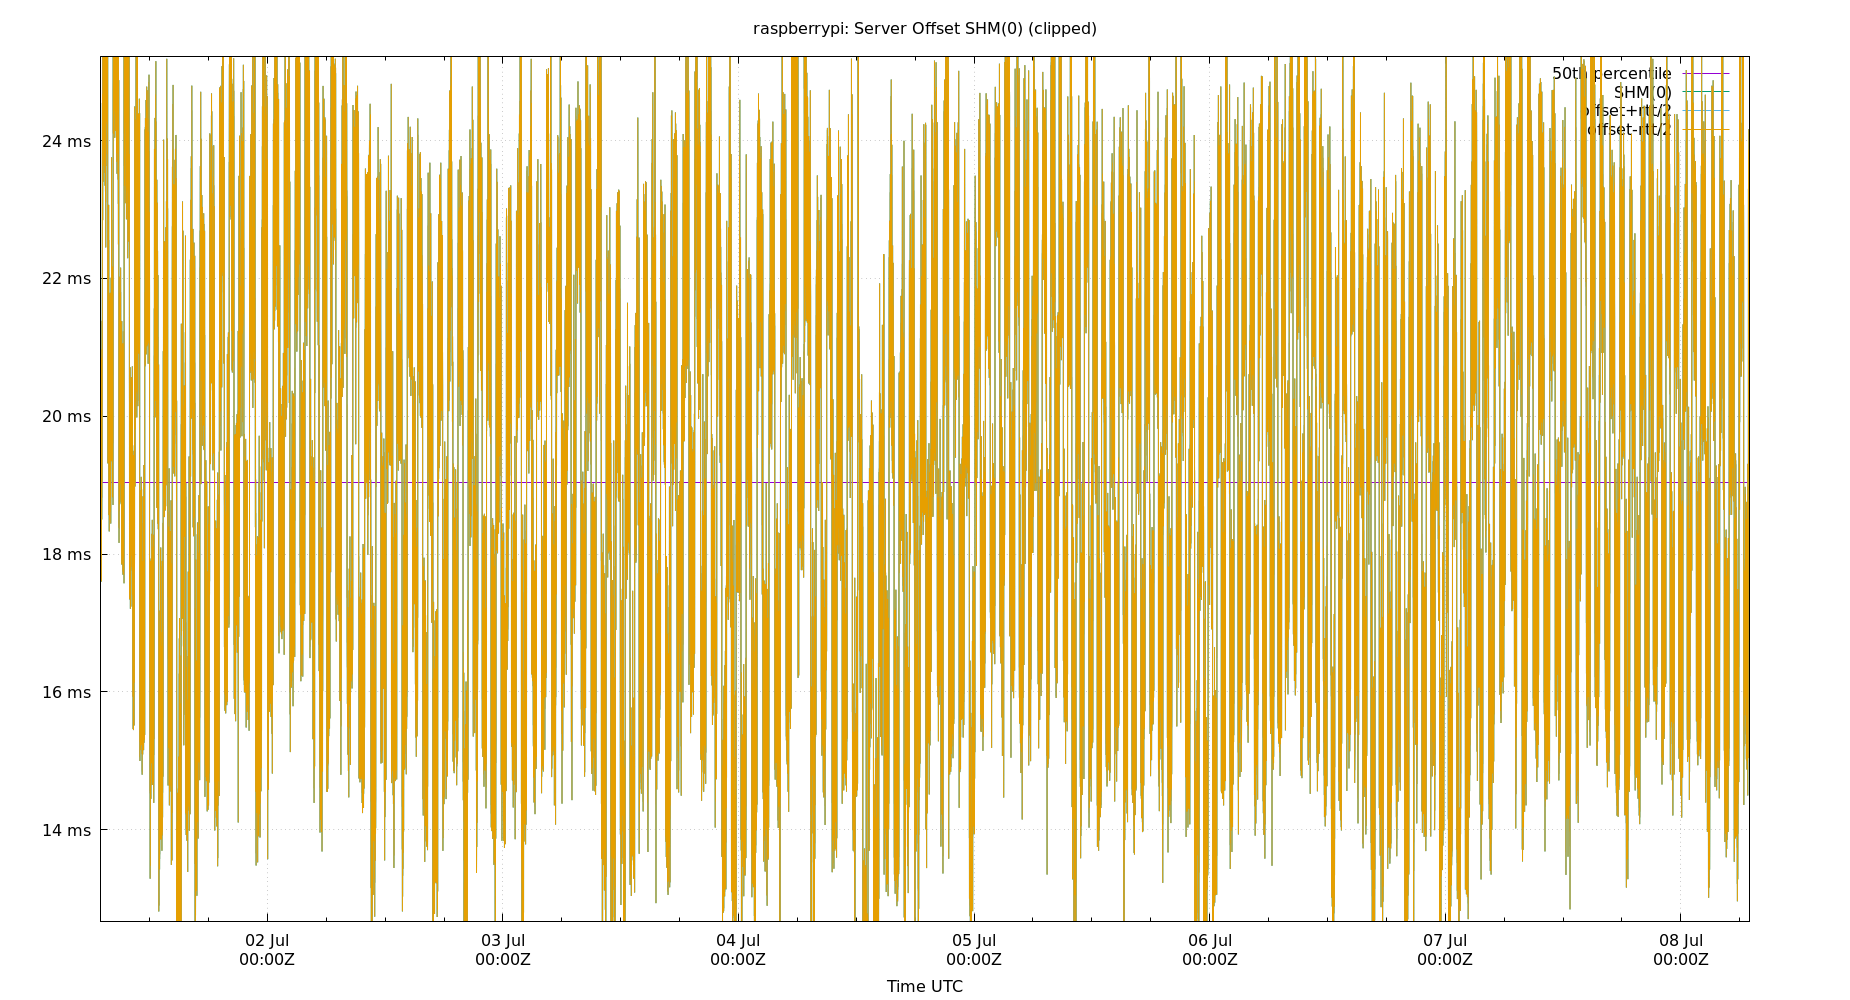 raspberrypi: Server Offset SHM(0) (clipped)
50th percentile
SHM(0)
offset+rtt/2
offset-rtt/2
24 ms
22 ms
20 ms
18 ms
16 ms
14 ms
02 Jul 03 Jul 04 Jul 05 Jul 06 Jul 07 Jul 08 Jul
00:00Z 00:00Z 00:00Z 00:00Z 00:00Z 00:00Z 00:00Z
Time UTC